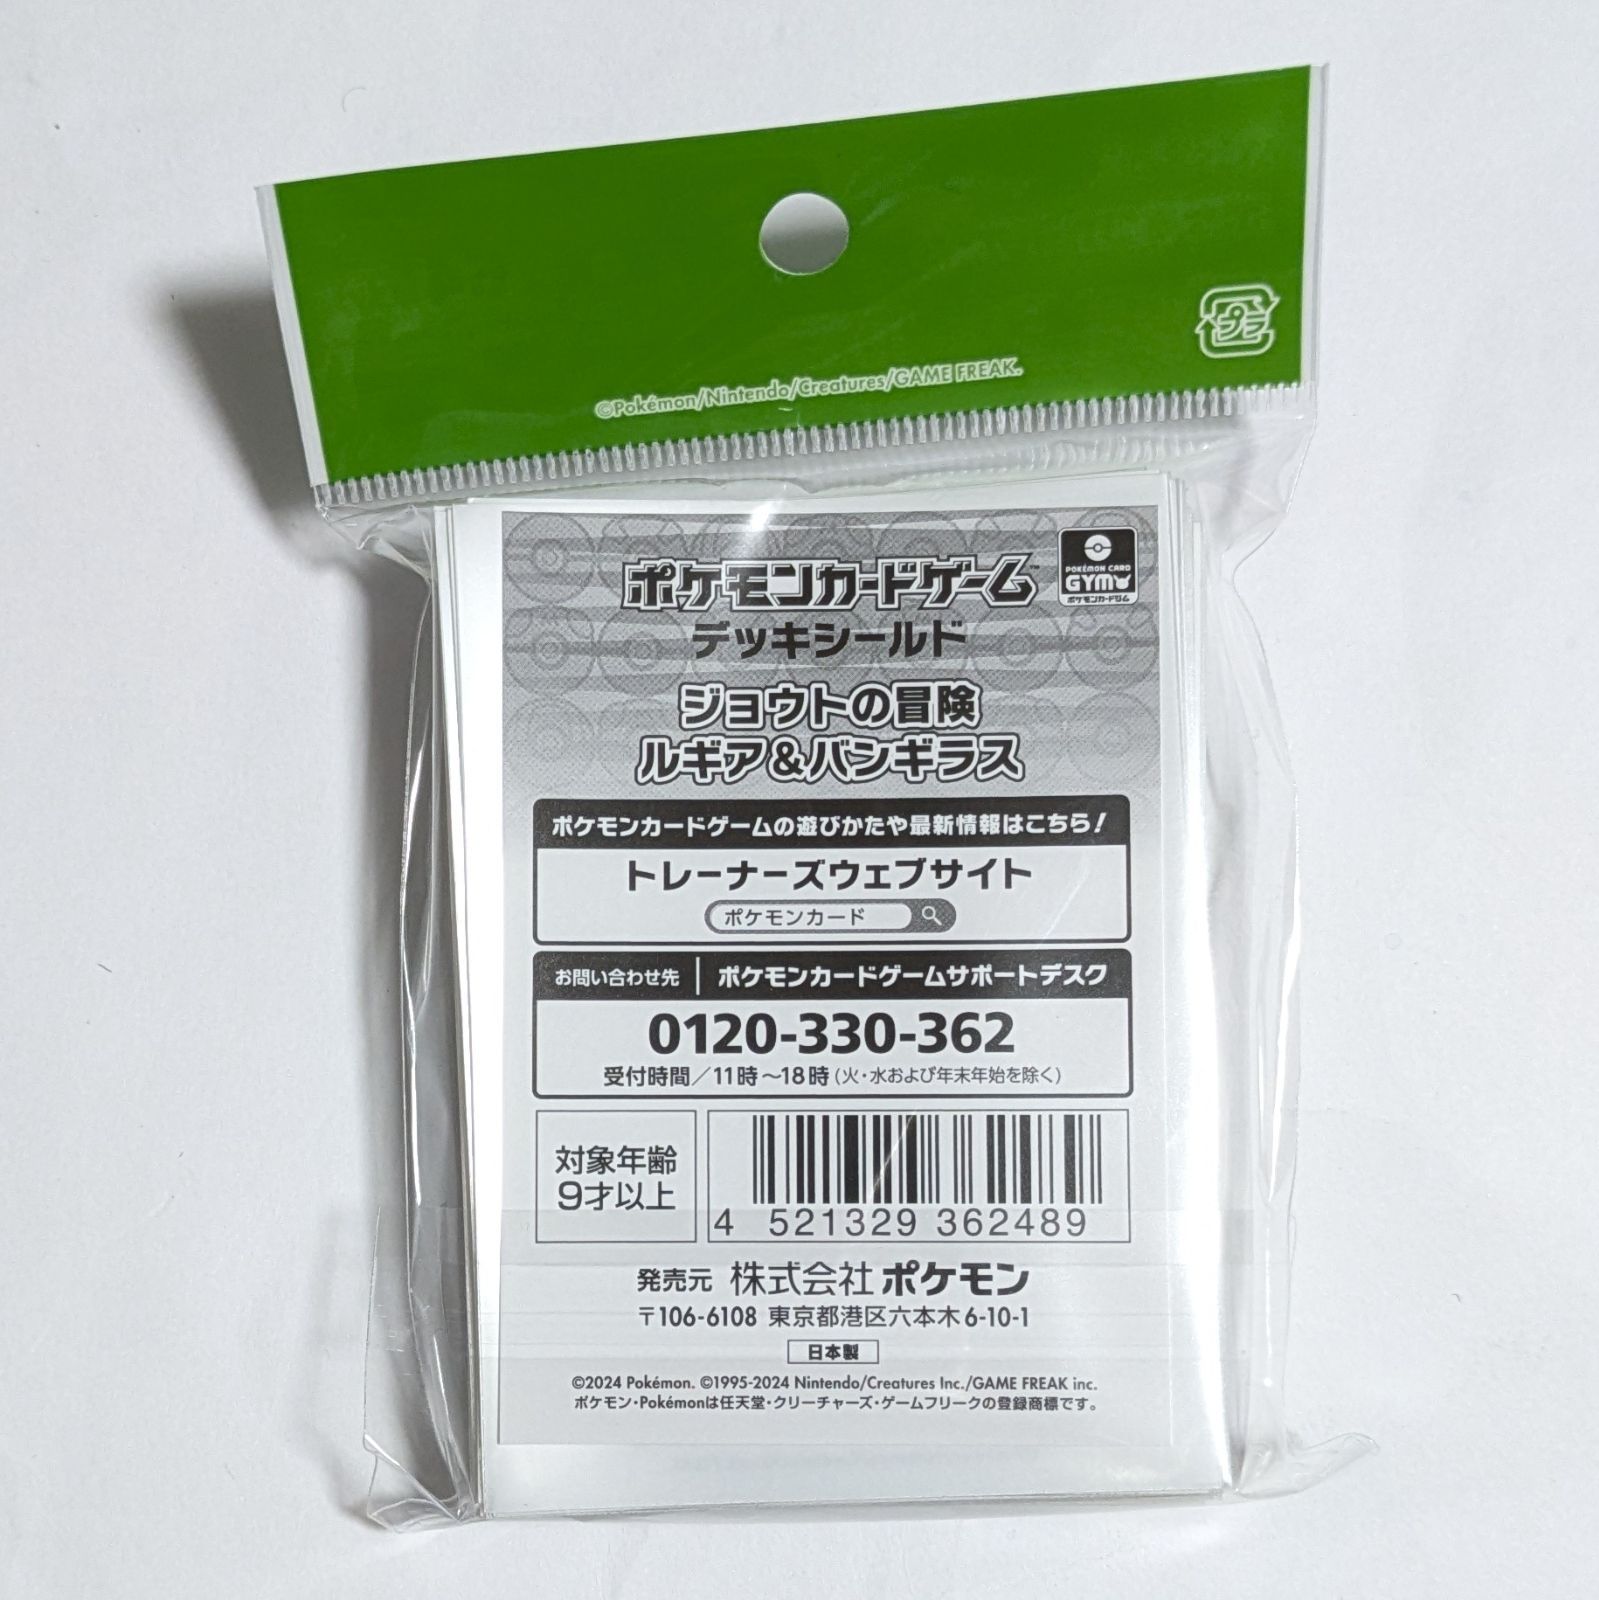 プラ
©Pokémon/Nintendo/Creatures/GAME FREAK.
ポケモンカードゲーム™
POKÉMON CARD
GYM
ポケモンカードジム
デッキシールド
ジョウトの冒険
ルギア&バンギラス
ポケモンカードゲームの遊びかたや最新情報はこちら!
トレーナーズウェブサイト
ポケモンカード
お問い合わせ先 ポケモンカードゲームサポートデスク
0120-330-362
受付時間/11時~18時(火・水および年末年始を除く)
対象年齢
9才以上
4 521329 362489
発売元 株式会社ポケモン
〒106-6108 東京都港区六本木6-10-1
日本製
©2024 Pokémon. ©1995-2024 Nintendo/Creatures Inc./GAME FREAK inc.
ポケモン・Pokémonは任天堂・クリーチャーズ・ゲームフリークの登録商標です。